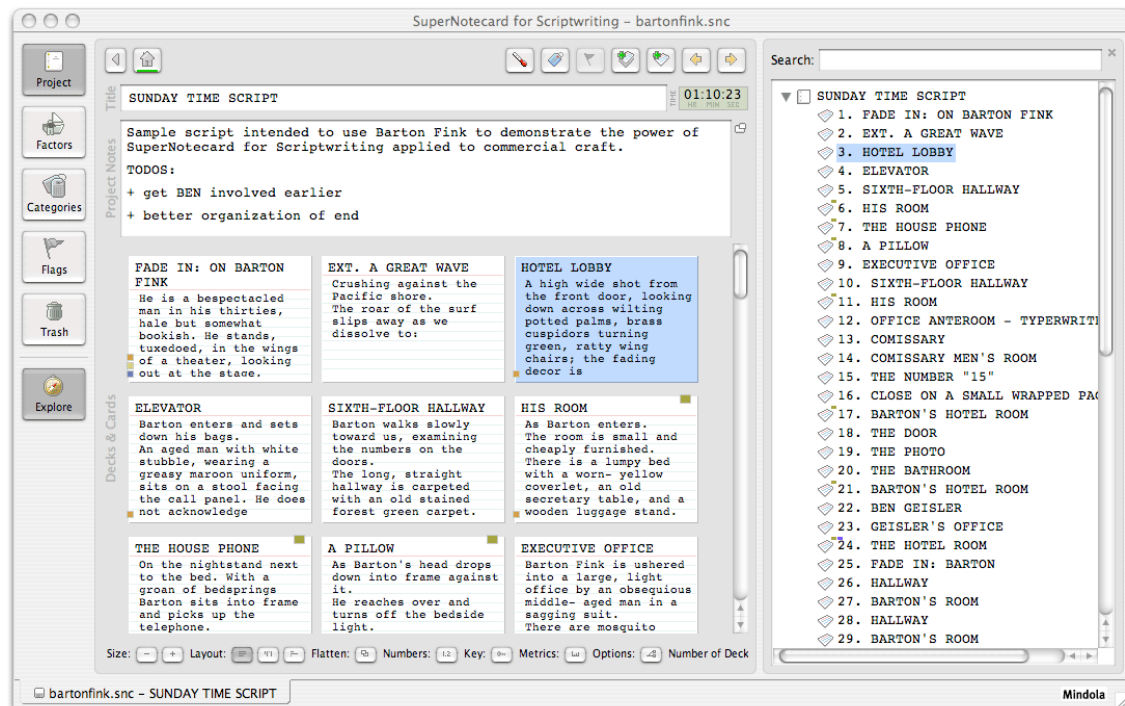 SuperNotecard for Scriptwriting – bartonfink.snc
Project
Factors
Categories
Flags
Trash
Explore
Title
SUNDAY TIME SCRIPT
TIME
01:10:23
HR MIN SEC
Project Notes
Sample script intended to use Barton Fink to demonstrate the power of
SuperNotecard for Scriptwriting applied to commercial craft.
TODOS:
+ get BEN involved earlier
+ better organization of end
Decks & Cards
FADE IN: ON BARTON
FINK
He is a bespectacled
man in his thirties,
hale but somewhat
bookish. He stands,
tuxedoed, in the wings
of a theater, looking
out at the stage.
EXT. A GREAT WAVE
Crushing against the
Pacific shore.
The roar of the surf
slips away as we
dissolve to:
HOTEL LOBBY
A high wide shot from
the front door, looking
down across wilting
potted palms, brass
cuspidors turning
green, ratty wing
chairs; the fading
decor is
ELEVATOR
Barton enters and sets
down his bags.
An aged man with white
stubble, wearing a
greasy maroon uniform,
sits on a stool facing
the call panel. He does
not acknowledge
SIXTH-FLOOR HALLWAY
Barton walks slowly
toward us, examining
the numbers on the
doors.
The long, straight
hallway is carpeted
with an old stained
forest green carpet.
HIS ROOM
As Barton enters.
The room is small and
cheaply furnished.
There is a lumpy bed
with a worn- yellow
coverlet, an old
secretary table, and a
wooden luggage stand.
THE HOUSE PHONE
On the nightstand next
to the bed. With a
groan of bedsprings
Barton sits into frame
and picks up the
telephone.
A PILLOW
As Barton's head drops
down into frame against
it.
He reaches over and
turns off the bedside
light.
EXECUTIVE OFFICE
Barton Fink is ushered
into a large, light
office by an obsequious
middle- aged man in a
sagging suit.
There are mosquito
Size: Layout: Flatten: Numbers: 1.2 Key: Metrics: Options: Number of Deck
Search:
SUNDAY TIME SCRIPT
1. FADE IN: ON BARTON FINK
2. EXT. A GREAT WAVE
3. HOTEL LOBBY
4. ELEVATOR
5. SIXTH-FLOOR HALLWAY
6. HIS ROOM
7. THE HOUSE PHONE
8. A PILLOW
9. EXECUTIVE OFFICE
10. SIXTH-FLOOR HALLWAY
11. HIS ROOM
12. OFFICE ANTEROOM – TYPEWRITI
13. COMISSARY
14. COMISSARY MEN'S ROOM
15. THE NUMBER "15"
16. CLOSE ON A SMALL WRAPPED PAC
17. BARTON'S HOTEL ROOM
18. THE DOOR
19. THE PHOTO
20. THE BATHROOM
21. BARTON'S HOTEL ROOM
22. BEN GEISLER
23. GEISLER'S OFFICE
24. THE HOTEL ROOM
25. FADE IN: BARTON
26. HALLWAY
27. BARTON'S ROOM
28. HALLWAY
29. BARTON'S ROOM
bartonfink.snc – SUNDAY TIME SCRIPT
Mindola